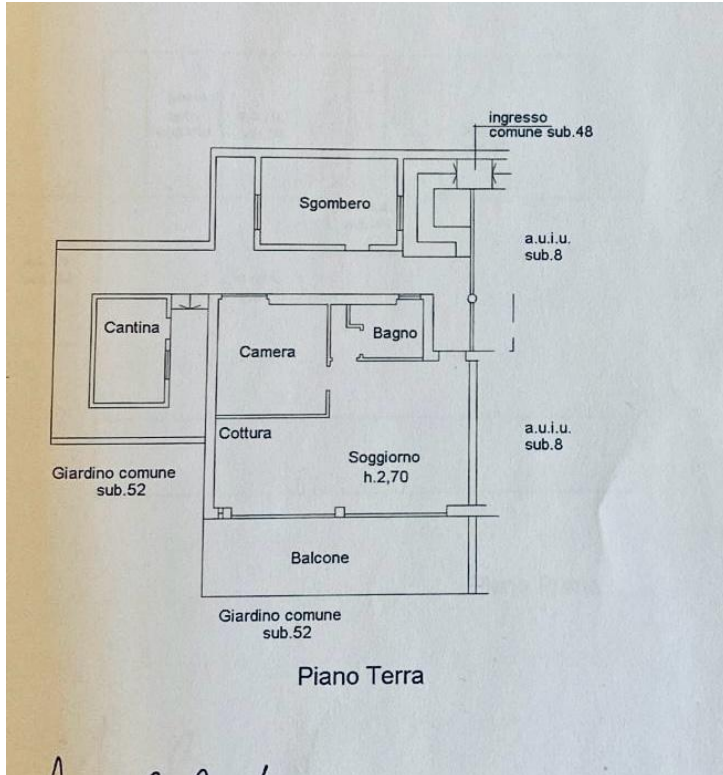 ingresso
comune sub.48
Sgombero
a.u.i.u.
sub.8
Cantina
Bagno
Camera
Cottura
Soggiorno
h.2,70
a.u.i.u.
sub.8
Giardino comune
sub.52
Balcone
Giardino comune
sub.52
Piano Terra